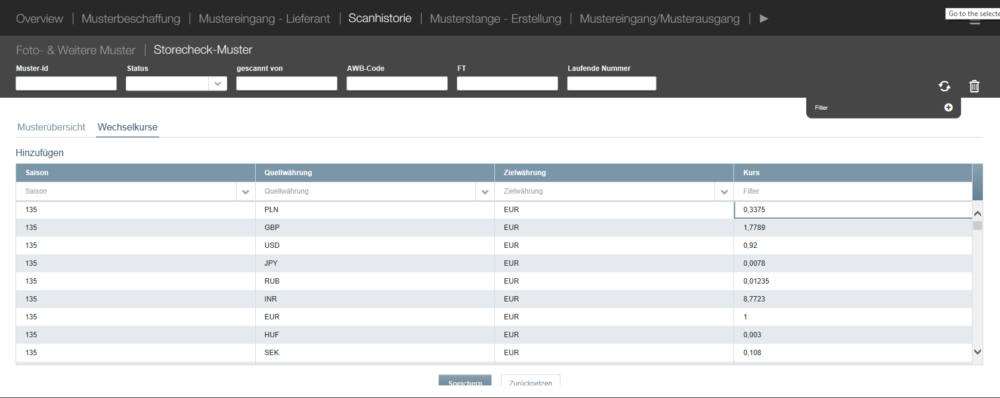 Overview Musterbeschaffung Mustereingang - Lieferant Scanhistorie Musterstange - Erstellung Mustereingang/Musterausgang
Go to the selecte
Foto- & Weitere Muster Storecheck-Muster
Muster-Id Status gescannt von AWB-Code FT Laufende Nummer
Filter
Musterübersicht Wechselkurse
Hinzufügen
Saison Quellwährung Zielwährung Kurs
Saison Quellwährung Zielwährung Filter
135 PLN EUR 0,3375
135 GBP EUR 1,7789
135 USD EUR 0,92
135 JPY EUR 0,0078
135 RUB EUR 0,01235
135 INR EUR 8,7723
135 EUR EUR 1
135 HUF EUR 0,003
135 SEK EUR 0,108
Speichern Zurücksetzen